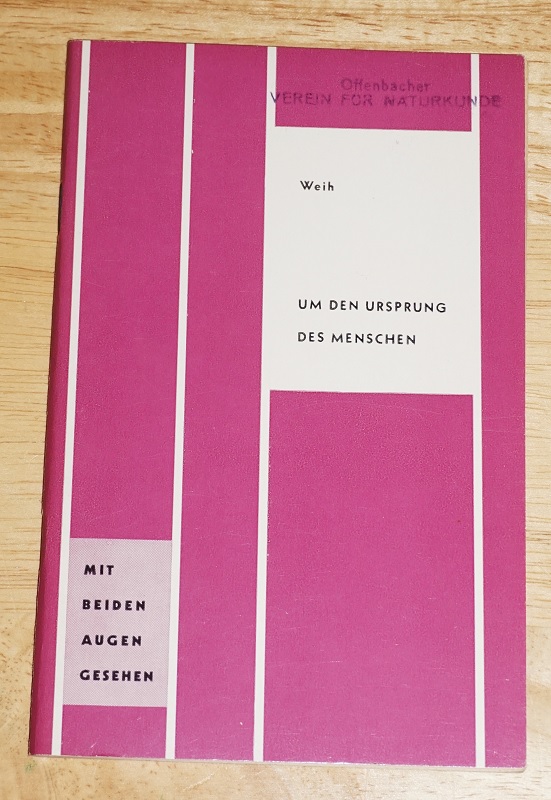 Offenbacher
VEREIN FÜR NATURKUNDE
Weih
UM DEN URSPRUNG
DES MENSCHEN
MIT
BEIDEN
AUGEN
GESEHEN